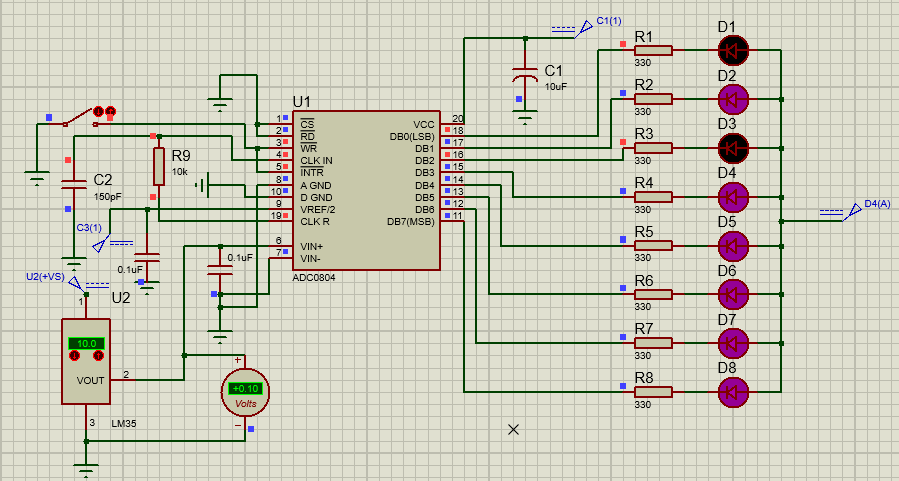 C1(1)
C1
10uF
R1
330
D1
R2
330
D2
R3
330
D3
R4
330
D4
R5
330
D5
R6
330
D6
R7
330
D7
R8
330
D8
D4(A)
U1
1 CS
2 RD
3 WR
4 CLK IN
5 INTR
8 A GND
10 D GND
9 VREF/2
19 CLK R
6 VIN+
7 VIN-
VCC 20
DB0(LSB) 18
DB1 17
DB2 16
DB3 15
DB4 14
DB5 13
DB6 12
DB7(MSB) 11
ADC0804
R9
10k
C2
150pF
C3(1)
0.1uF
0.1uF
U2(+VS)
U2
1
10.0
VOUT 2
3
LM35
+
+0.10
Volts
−